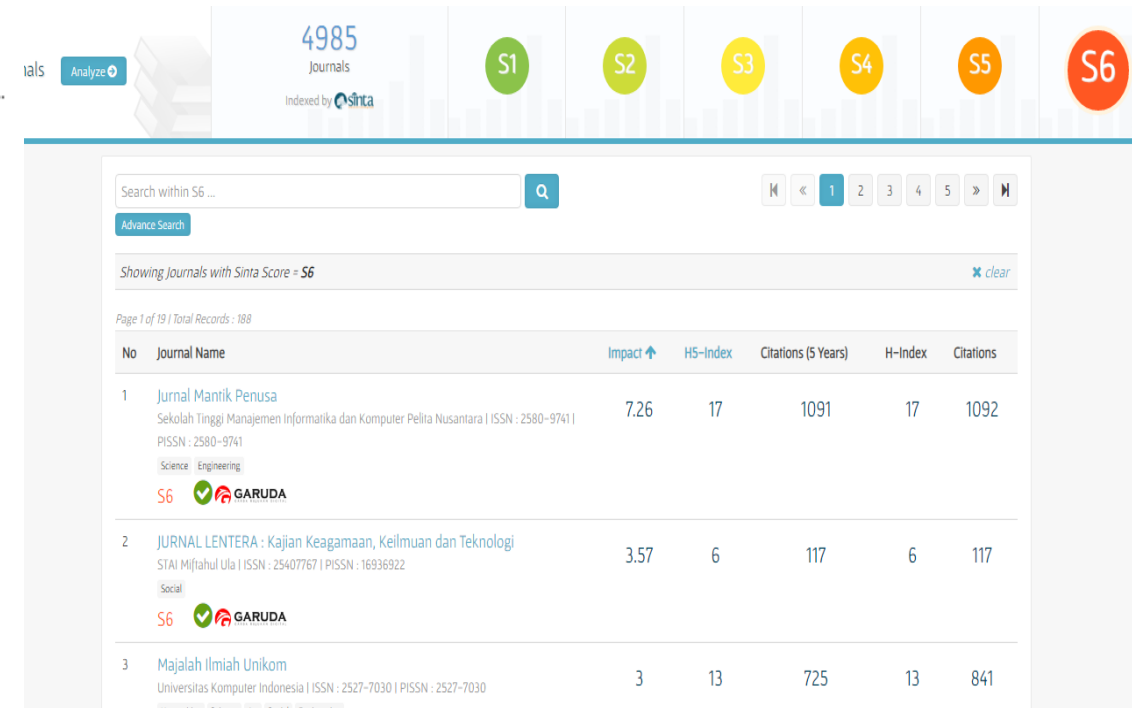 nals
Analyze
4985
Journals
Indexed by sinta
S1
S2
S3
S4
S5
S6
Search within S6 ...
«
1
2
3
4
5
»
Advance Search
Showing Journals with Sinta Score = S6
clear
Page 1 of 19 | Total Records : 188
No Journal Name Impact H5-Index Citations (5 Years) H-Index Citations
1 Jurnal Mantik Penusa 7.26 17 1091 17 1092
Sekolah Tinggi Manajemen Informatika dan Komputer Pelita Nusantara | ISSN : 2580-9741 |
PISSN : 2580-9741
Science Engineering
S6 GARUDA
2 JURNAL LENTERA : Kajian Keagamaan, Keilmuan dan Teknologi 3.57 6 117 6 117
STAI Miftahul Ula | ISSN : 25407767 | PISSN : 16936922
Social
S6 GARUDA
3 Majalah Ilmiah Unikom 3 13 725 13 841
Universitas Komputer Indonesia | ISSN : 2527-7030 | PISSN : 2527-7030